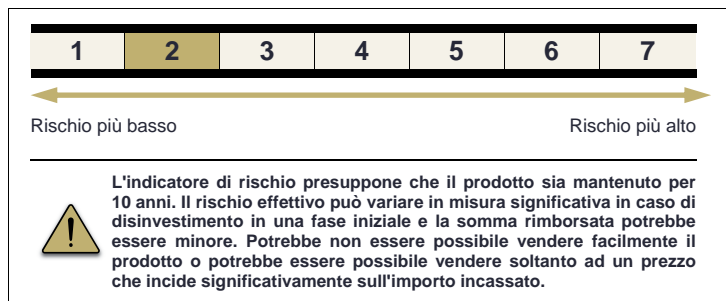 1 2 3 4 5 6 7
Rischio più basso Rischio più alto
L'indicatore di rischio presuppone che il prodotto sia mantenuto per
10 anni. Il rischio effettivo può variare in misura significativa in caso di
disinvestimento in una fase iniziale e la somma rimborsata potrebbe
essere minore. Potrebbe non essere possibile vendere facilmente il
prodotto o potrebbe essere possibile vendere soltanto ad un prezzo
che incide significativamente sull'importo incassato.